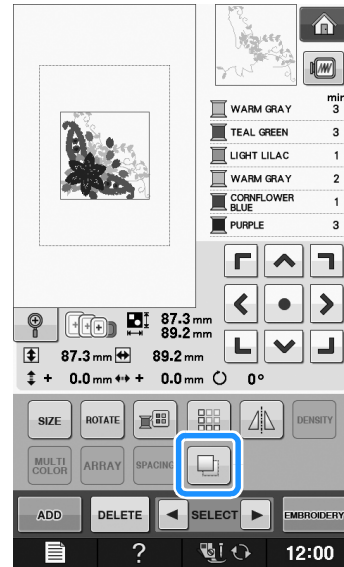 min
WARM GRAY 3
TEAL GREEN 3
LIGHT LILAC 1
WARM GRAY 2
CORNFLOWER
BLUE 1
PURPLE 3
87.3 mm
89.2 mm
87.3 mm 89.2 mm
+ 0.0 mm + 0.0 mm 0°
SIZE ROTATE DENSITY
MULTI
COLOR ARRAY SPACING
ADD DELETE SELECT EMBROIDERY
? 12:00